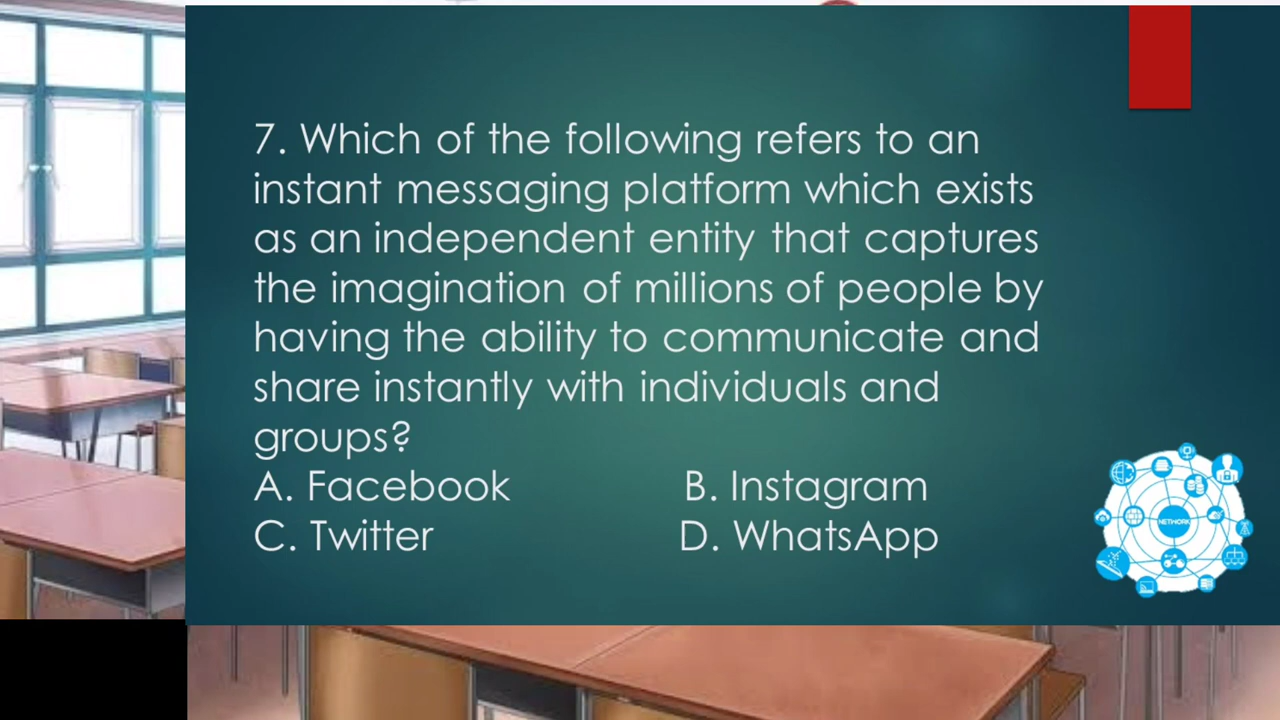 7. Which of the following refers to an
instant messaging platform which exists
as an independent entity that captures
the imagination of millions of people by
having the ability to communicate and
share instantly with individuals and
groups?
A. Facebook B. Instagram
C. Twitter D. WhatsApp
NETWORK